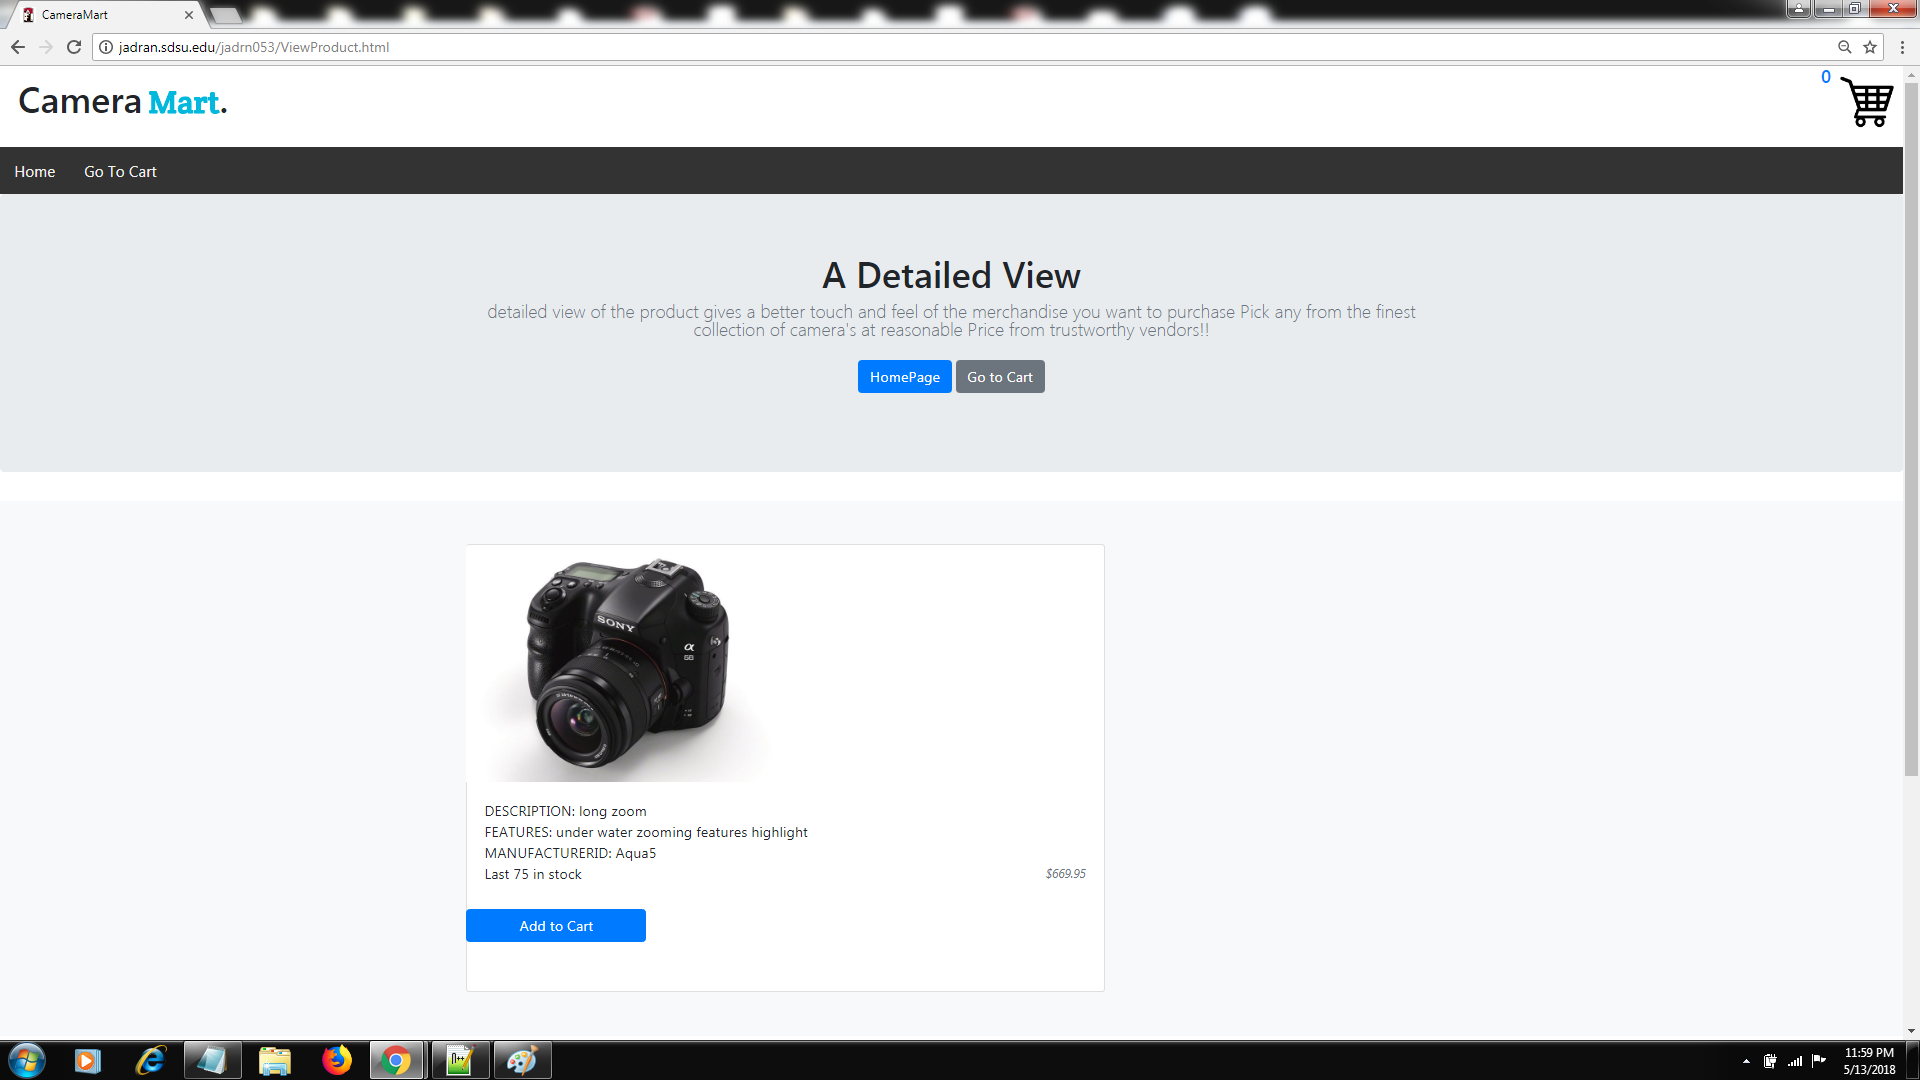 CameraMart
jadran.sdsu.edu/jadrn053/ViewProduct.html
Camera Mart.
0
Home Go To Cart
A Detailed View
detailed view of the product gives a better touch and feel of the merchandise you want to purchase Pick any from the finest
collection of camera's at reasonable Price from trustworthy vendors!!
HomePage Go to Cart
SONY
α
DESCRIPTION: long zoom
FEATURES: under water zooming features highlight
MANUFACTURERID: Aqua5
Last 75 in stock $669.95
Add to Cart
11:59 PM
5/13/2018